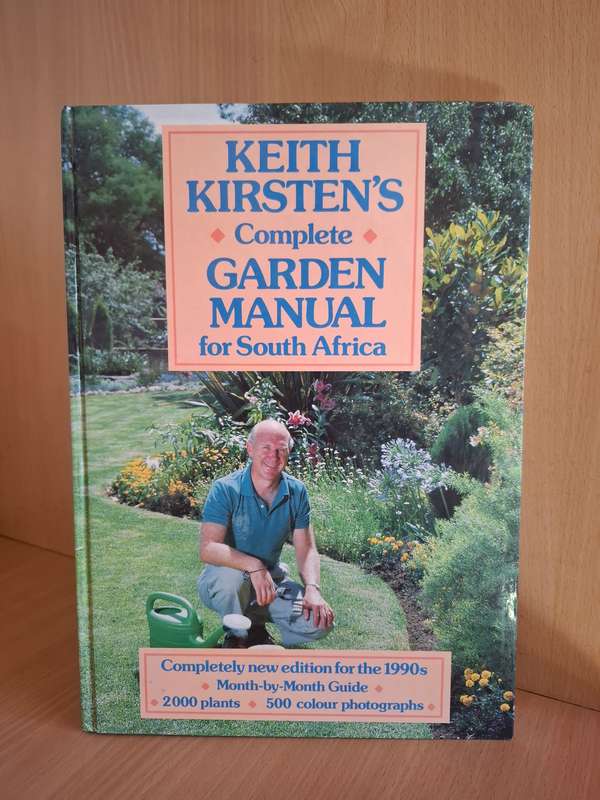 KEITH
KIRSTEN'S
Complete
GARDEN
MANUAL
for South Africa
Completely new edition for the 1990s
Month-by-Month Guide
2000 plants 500 colour photographs